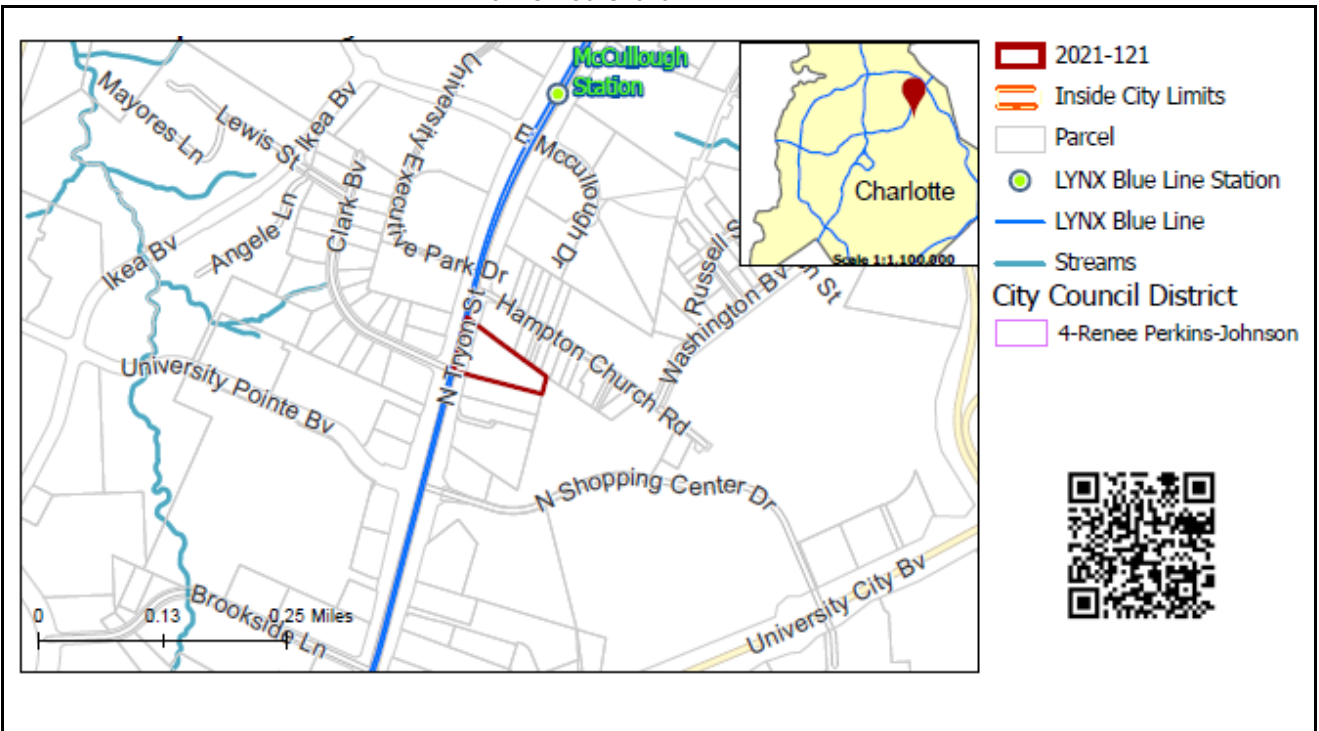 McCullough
Station
Mayores Ln
Lewis St
Ikea Bv
University Executive Park Dr
E Mccullough Dr
Clark Bv
Angele Ln
Ikea Bv
Charlotte
Scale 1:1,100,000
Russell S
Washington Bv
n St
N Tryon St
Hampton Church Rd
University Pointe Bv
N Shopping Center Dr
University City Bv
Brookside Ln
0 0.13 0.25 Miles
2021-121
Inside City Limits
Parcel
LYNX Blue Line Station
LYNX Blue Line
Streams
City Council District
4-Renee Perkins-Johnson